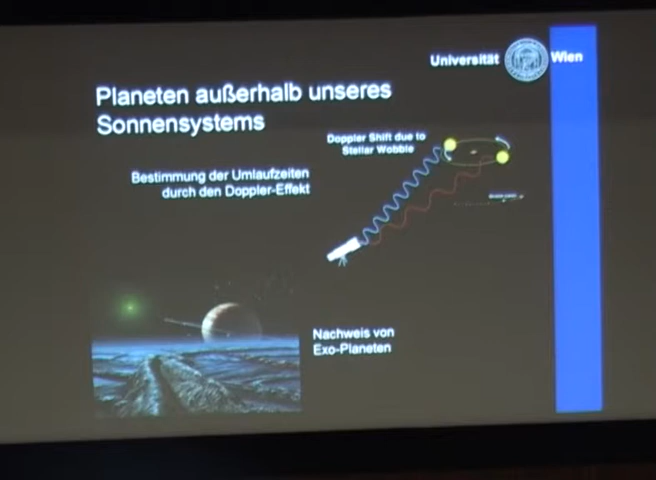 Universität Wien
Planeten außerhalb unseres
Sonnensystems
Doppler Shift due to
Stellar Wobble
Bestimmung der Umlaufzeiten
durch den Doppler-Effekt
Nachweis von
Exo-Planeten